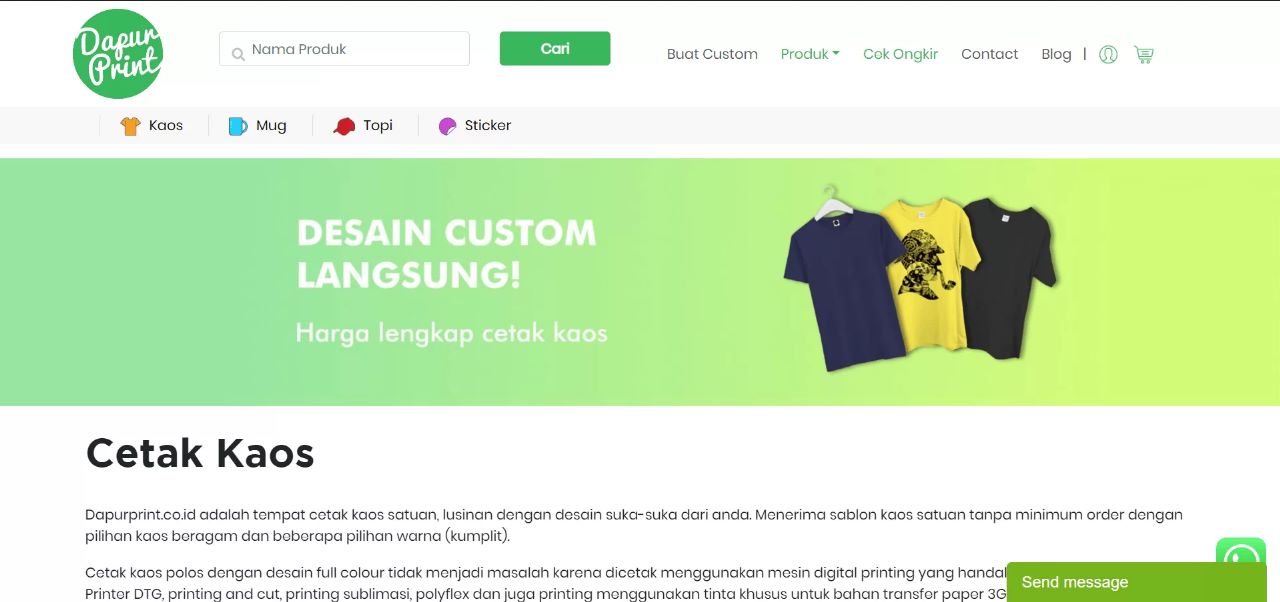 Dapur
Print
Nama Produk
Cari
Buat Custom
Produk
Cek Ongkir
Contact
Blog |
Kaos
Mug
Topi
Sticker
DESAIN CUSTOM
LANGSUNG!
Harga lengkap cetak kaos
Cetak Kaos
Dapurprint.co.id adalah tempat cetak kaos satuan, lusinan dengan desain suka-suka dari anda. Menerima sablon kaos satuan tanpa minimum order dengan
pilihan kaos beragam dan beberapa pilihan warna (kumplit).
Cetak kaos polos dengan desain full colour tidak menjadi masalah karena dicetak menggunakan mesin digital printing yang handal
Printer DTG, printing and cut, printing sublimasi, polyflex dan juga printing menggunakan tinta khusus untuk bahan transfer paper 3G
Send message